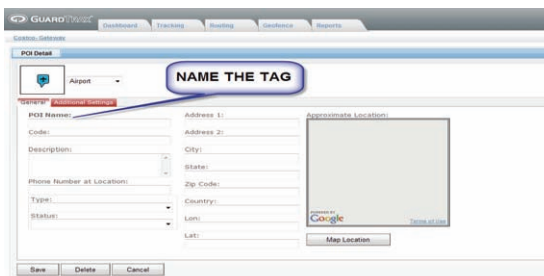 GUARDTRAX Dashboard Tracking Routing Geofence Reports
POI Detail
Airport
NAME THE TAG
General Additional Settings
POI Name:
Code:
Description:
Phone Number at Location:
Type:
Status:
Address 1:
Address 2:
City:
State:
Zip Code:
Country:
Lon:
Lat:
Approximate Location:
POWERED BY
Google
Terms of Use
Map Location
Save Delete Cancel